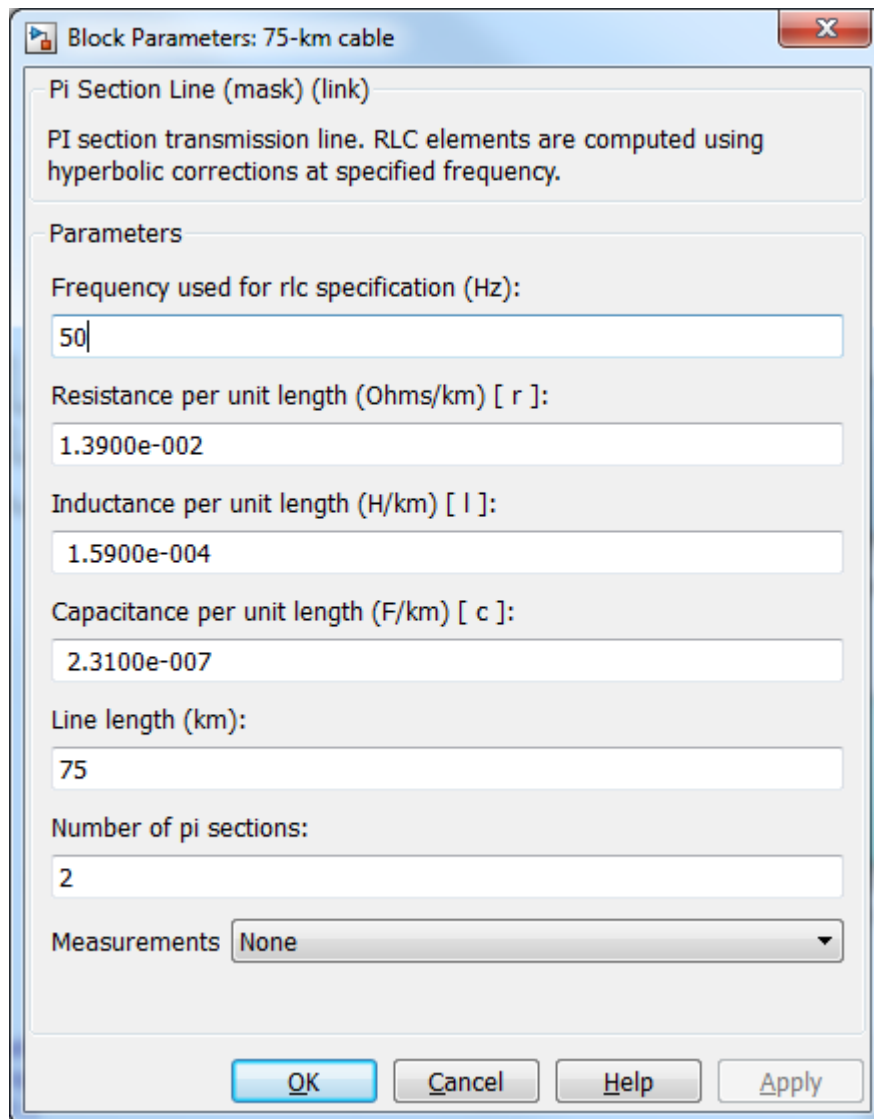 Block Parameters: 75-km cable
Pi Section Line (mask) (link)
PI section transmission line. RLC elements are computed using
hyperbolic corrections at specified frequency.
Parameters
Frequency used for rlc specification (Hz):
50
Resistance per unit length (Ohms/km) [ r ]:
1.3900e-002
Inductance per unit length (H/km) [ l ]:
1.5900e-004
Capacitance per unit length (F/km) [ c ]:
2.3100e-007
Line length (km):
75
Number of pi sections:
2
Measurements None
OK Cancel Help Apply